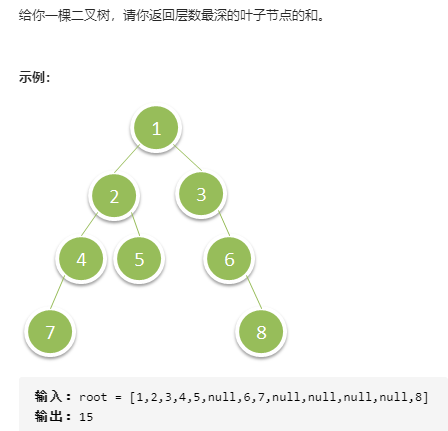 给你一棵二叉树，请你返回层数最深的叶子节点的和。
示例：
1
2
3
4
5
6
7
8
输入：root = [1,2,3,4,5,null,6,7,null,null,null,null,8]
输出：15